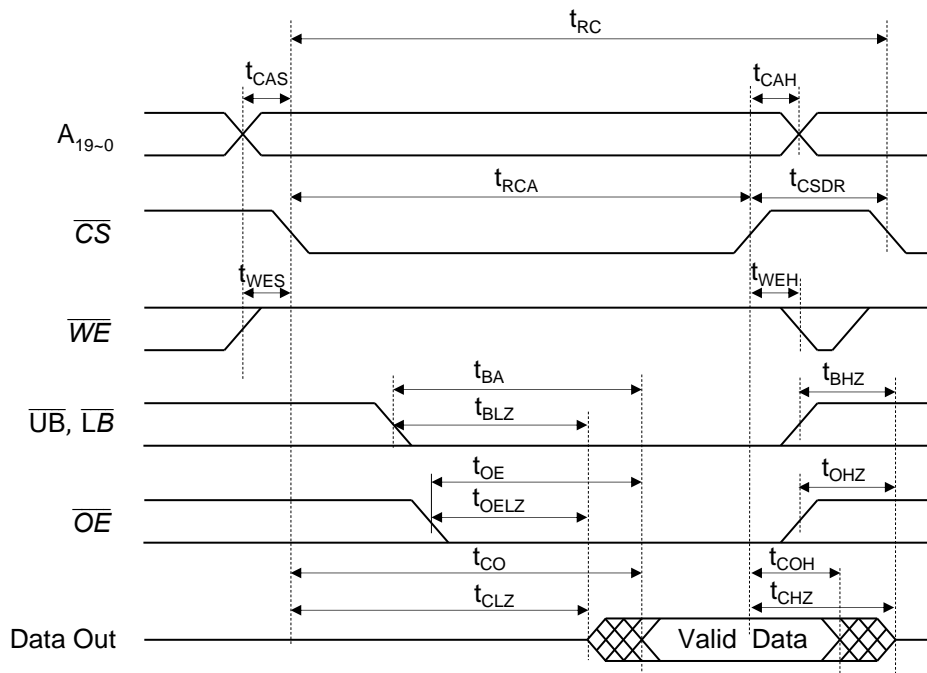 tRC
tCAS
tCAH
A19~0
tRCA
tCSDR
CS
tWES
tWEH
WE
tBA
tBHZ
tBLZ
UB, LB
tOE
tOHZ
tOELZ
OE
tCO
tCOH
tCLZ
tCHZ
Data Out
Valid Data